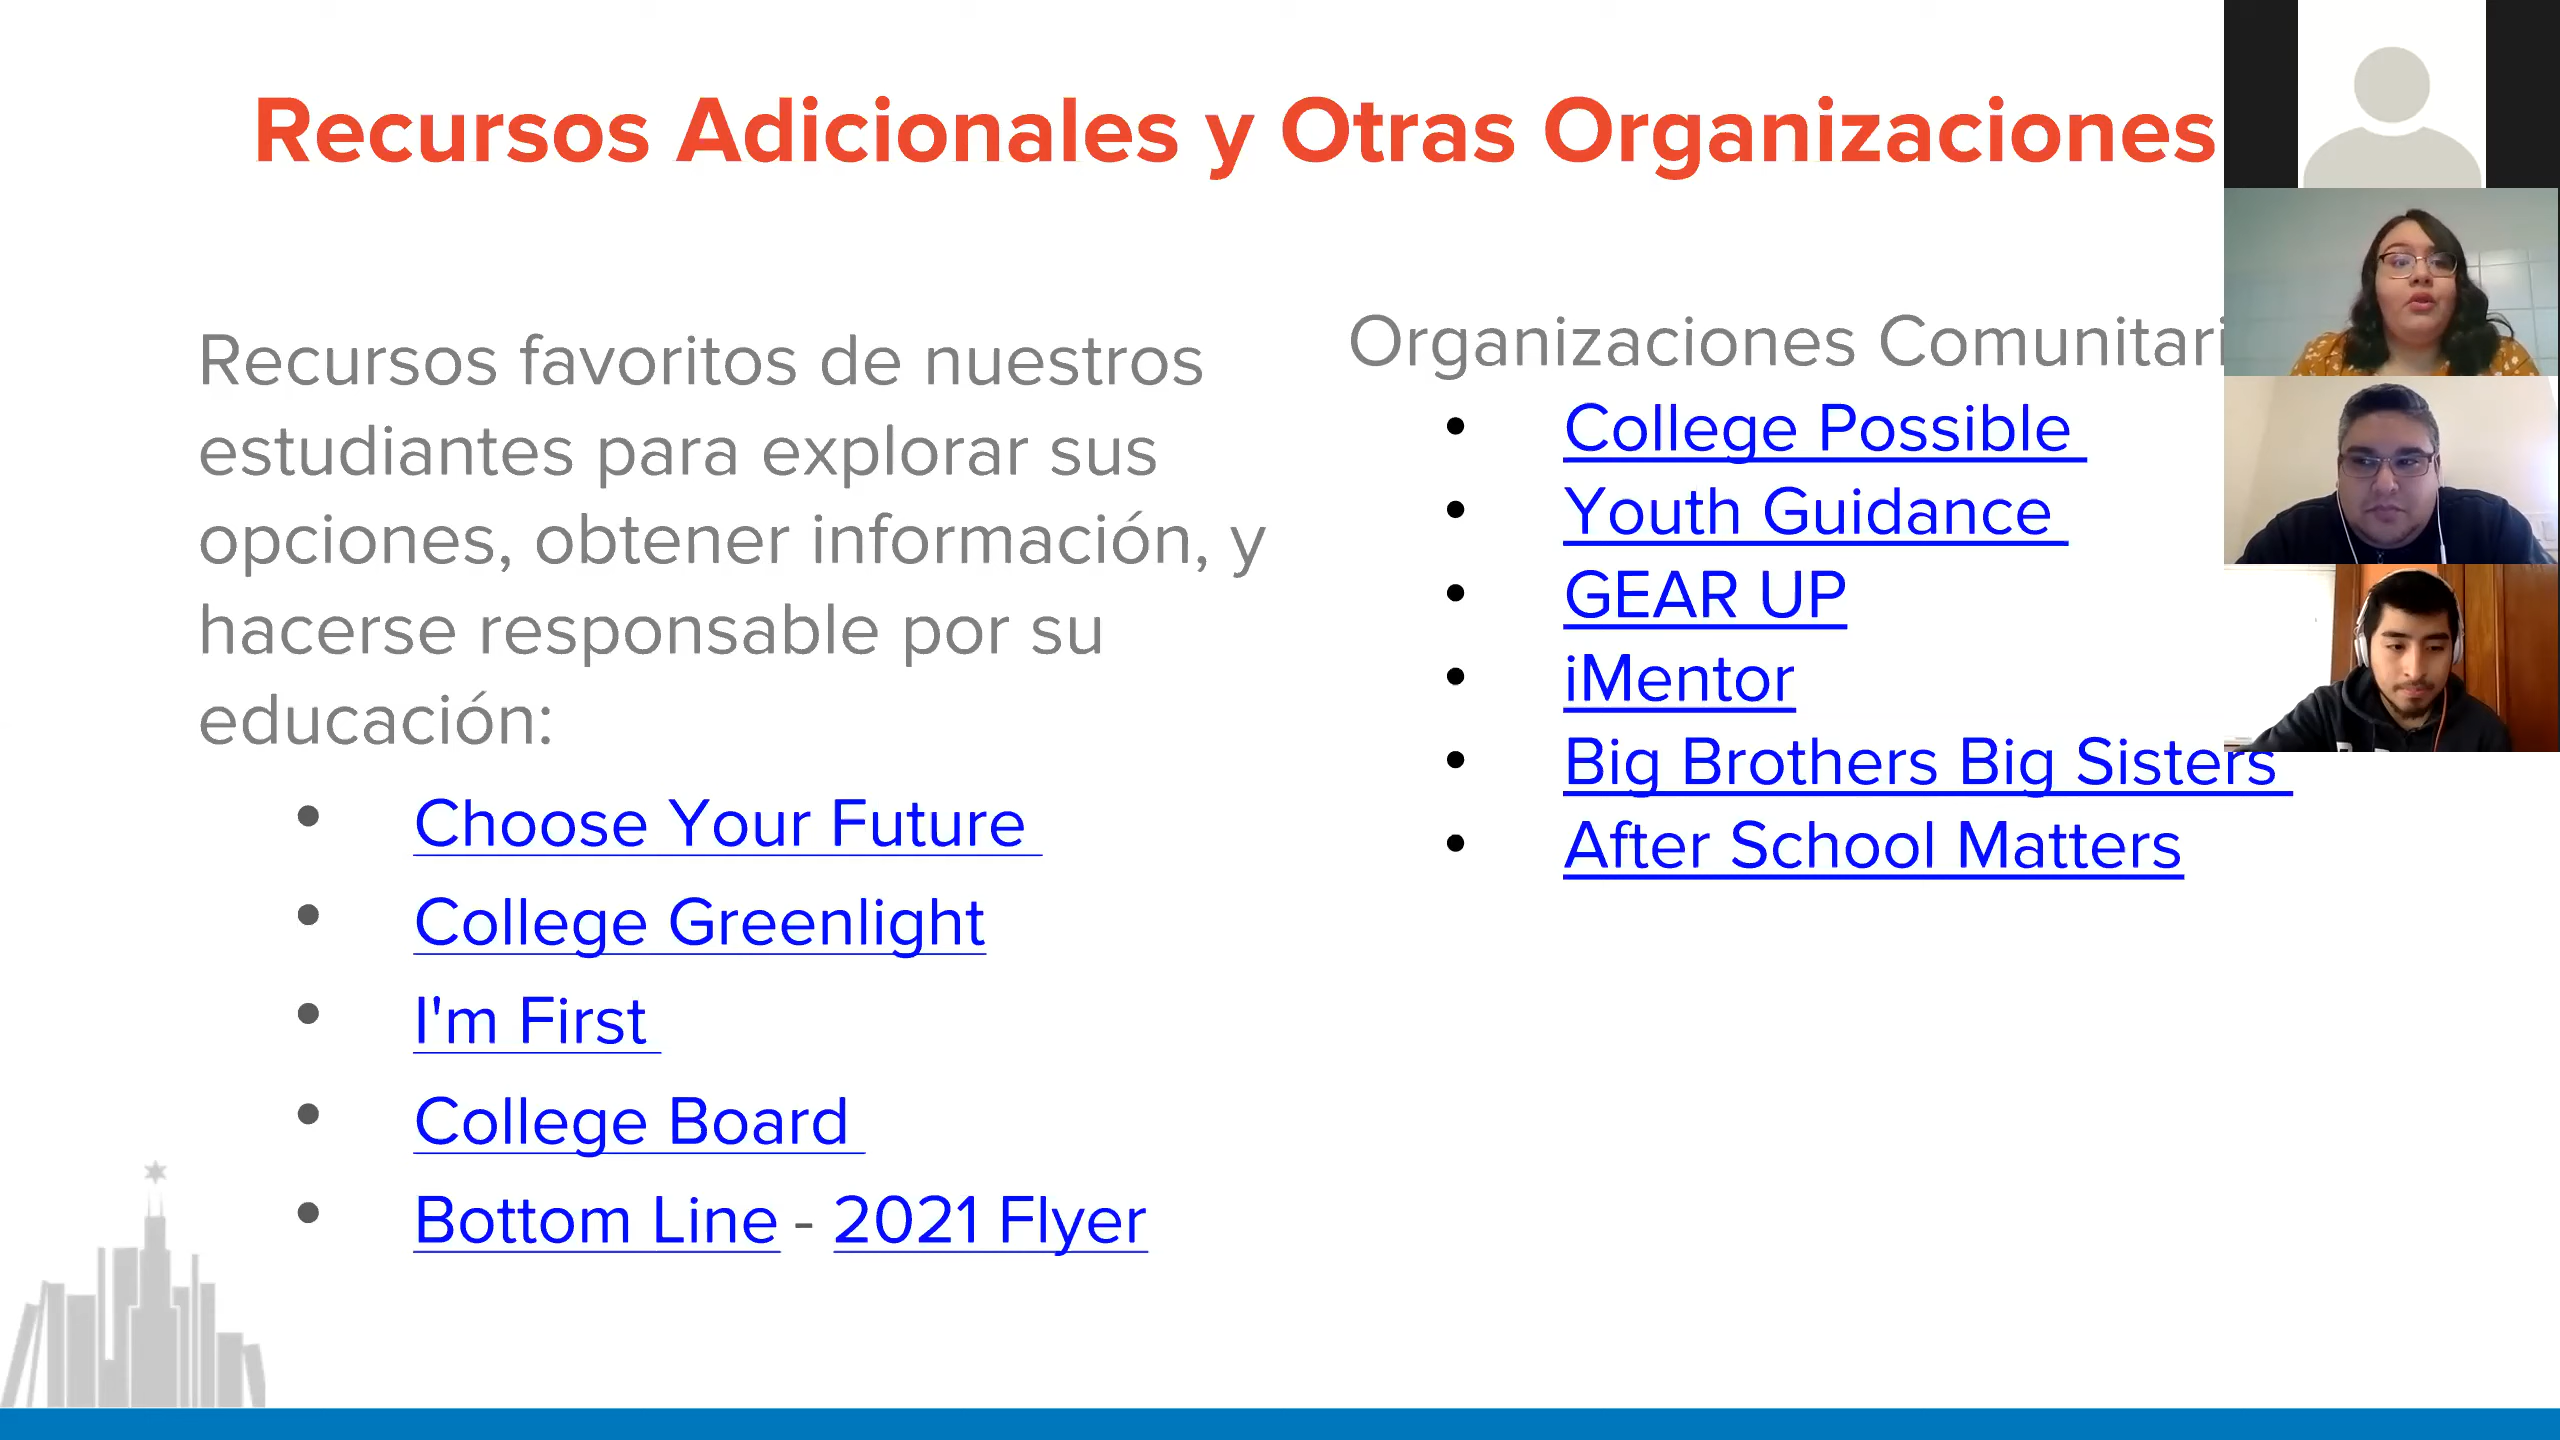 Recursos Adicionales y Otras Organizaciones
Recursos favoritos de nuestros
estudiantes para explorar sus
opciones, obtener información, y
hacerse responsable por su
educación:
• Choose Your Future
• College Greenlight
• I'm First
• College Board
• Bottom Line - 2021 Flyer
Organizaciones Comunitari
• College Possible
• Youth Guidance
• GEAR UP
• iMentor
• Big Brothers Big Sisters
• After School Matters